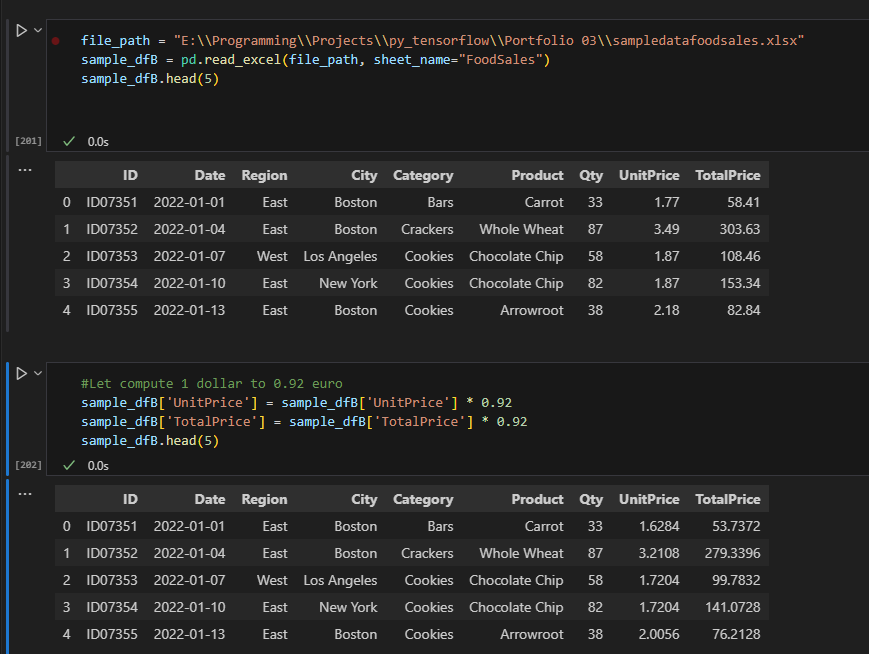 file_path = "E:\\Programming\\Projects\\py_tensorflow\\Portfolio 03\\sampledatafoodsales.xlsx"
sample_dfB = pd.read_excel(file_path, sheet_name="FoodSales")
sample_dfB.head(5)
[201] ✓ 0.0s
...
ID Date Region City Category Product Qty UnitPrice TotalPrice
0 ID07351 2022-01-01 East Boston Bars Carrot 33 1.77 58.41
1 ID07352 2022-01-04 East Boston Crackers Whole Wheat 87 3.49 303.63
2 ID07353 2022-01-07 West Los Angeles Cookies Chocolate Chip 58 1.87 108.46
3 ID07354 2022-01-10 East New York Cookies Chocolate Chip 82 1.87 153.34
4 ID07355 2022-01-13 East Boston Cookies Arrowroot 38 2.18 82.84
#Let compute 1 dollar to 0.92 euro
sample_dfB['UnitPrice'] = sample_dfB['UnitPrice'] * 0.92
sample_dfB['TotalPrice'] = sample_dfB['TotalPrice'] * 0.92
sample_dfB.head(5)
[202] ✓ 0.0s
...
ID Date Region City Category Product Qty UnitPrice TotalPrice
0 ID07351 2022-01-01 East Boston Bars Carrot 33 1.6284 53.7372
1 ID07352 2022-01-04 East Boston Crackers Whole Wheat 87 3.2108 279.3396
2 ID07353 2022-01-07 West Los Angeles Cookies Chocolate Chip 58 1.7204 99.7832
3 ID07354 2022-01-10 East New York Cookies Chocolate Chip 82 1.7204 141.0728
4 ID07355 2022-01-13 East Boston Cookies Arrowroot 38 2.0056 76.2128